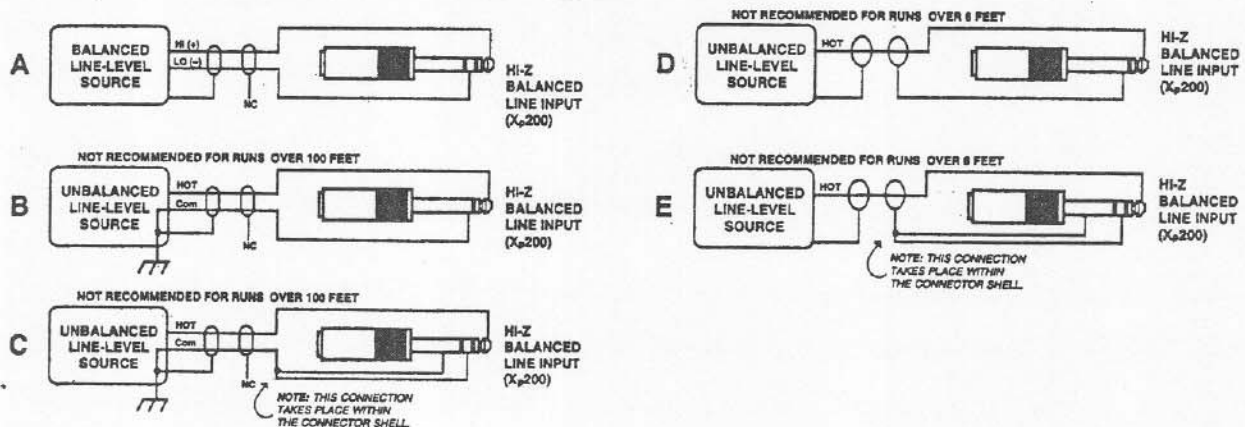 A
BALANCED
LINE-LEVEL
SOURCE
HI (+)
LO (−)
NC
HI-Z
BALANCED
LINE INPUT
(Xp200)
NOT RECOMMENDED FOR RUNS OVER 100 FEET
B
UNBALANCED
LINE-LEVEL
SOURCE
HOT
Com
NC
HI-Z
BALANCED
LINE INPUT
(Xp200)
NOT RECOMMENDED FOR RUNS OVER 100 FEET
C
UNBALANCED
LINE-LEVEL
SOURCE
HOT
Com
NC
NOTE: THIS CONNECTION
TAKES PLACE WITHIN
THE CONNECTOR SHELL.
HI-Z
BALANCED
LINE INPUT
(Xp200)
NOT RECOMMENDED FOR RUNS OVER 6 FEET
D
UNBALANCED
LINE-LEVEL
SOURCE
HOT
HI-Z
BALANCED
LINE INPUT
(Xp200)
NOT RECOMMENDED FOR RUNS OVER 6 FEET
E
UNBALANCED
LINE-LEVEL
SOURCE
HOT
NOTE: THIS CONNECTION
TAKES PLACE WITHIN
THE CONNECTOR SHELL.
HI-Z
BALANCED
LINE INPUT
(Xp200)